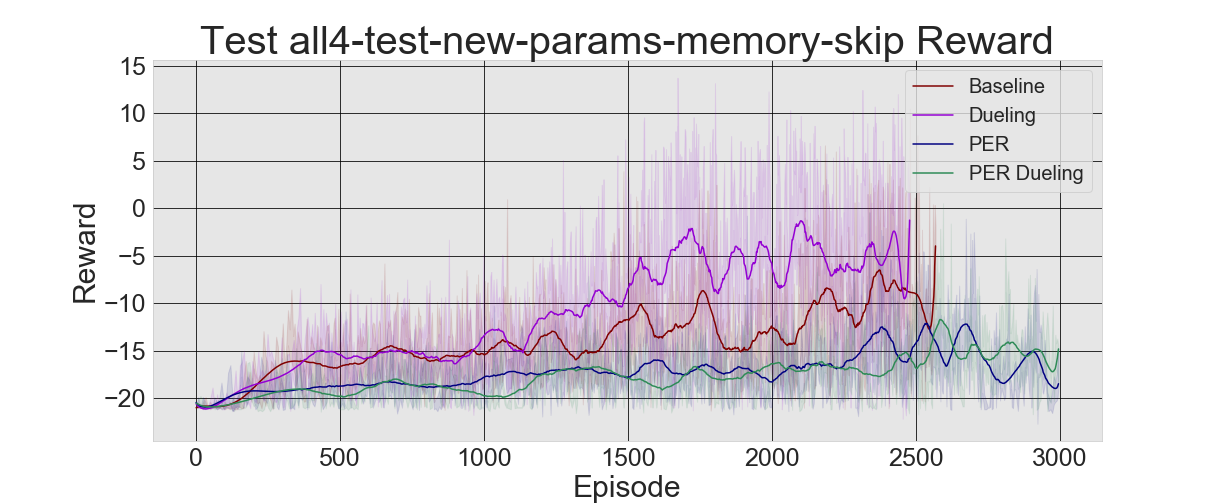 Test all4-test-new-params-memory-skip Reward
15
10
5
0
−5
−10
−15
−20
Reward
Baseline
Dueling
PER
PER Dueling
0 500 1000 1500 2000 2500 3000
Episode